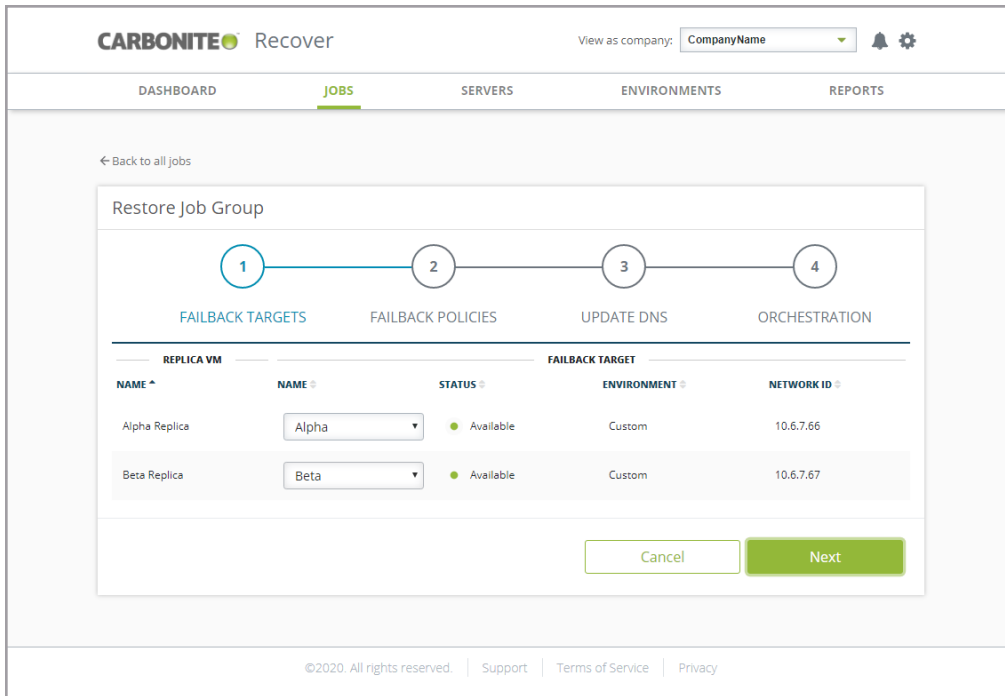 CARBONITE Recover View as company: CompanyName
DASHBOARD JOBS SERVERS ENVIRONMENTS REPORTS
← Back to all jobs
Restore Job Group
1 2 3 4
FAILBACK TARGETS FAILBACK POLICIES UPDATE DNS ORCHESTRATION
REPLICA VM FAILBACK TARGET
NAME NAME STATUS ENVIRONMENT NETWORK ID
Alpha Replica Alpha Available Custom 10.6.7.66
Beta Replica Beta Available Custom 10.6.7.67
Cancel Next
©2020. All rights reserved. Support Terms of Service Privacy